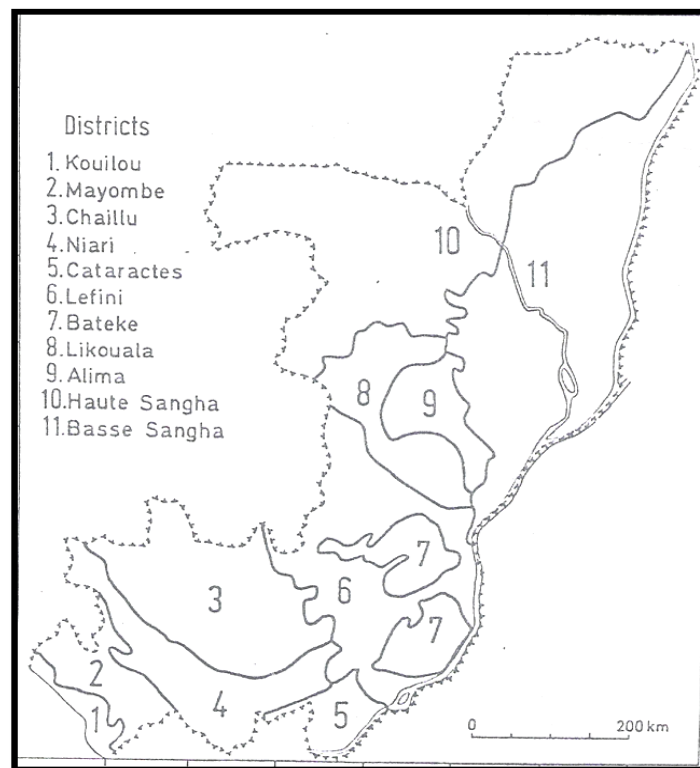 Districts
1. Kouilou
2. Mayombe
3. Chaillu
4. Niari
5. Cataractes
6. Lefini
7. Bateke
8. Likouala
9. Alima
10. Haute Sangha
11. Basse Sangha
10
11
8
9
7
6
3
7
2
4
1
5
0
200 km